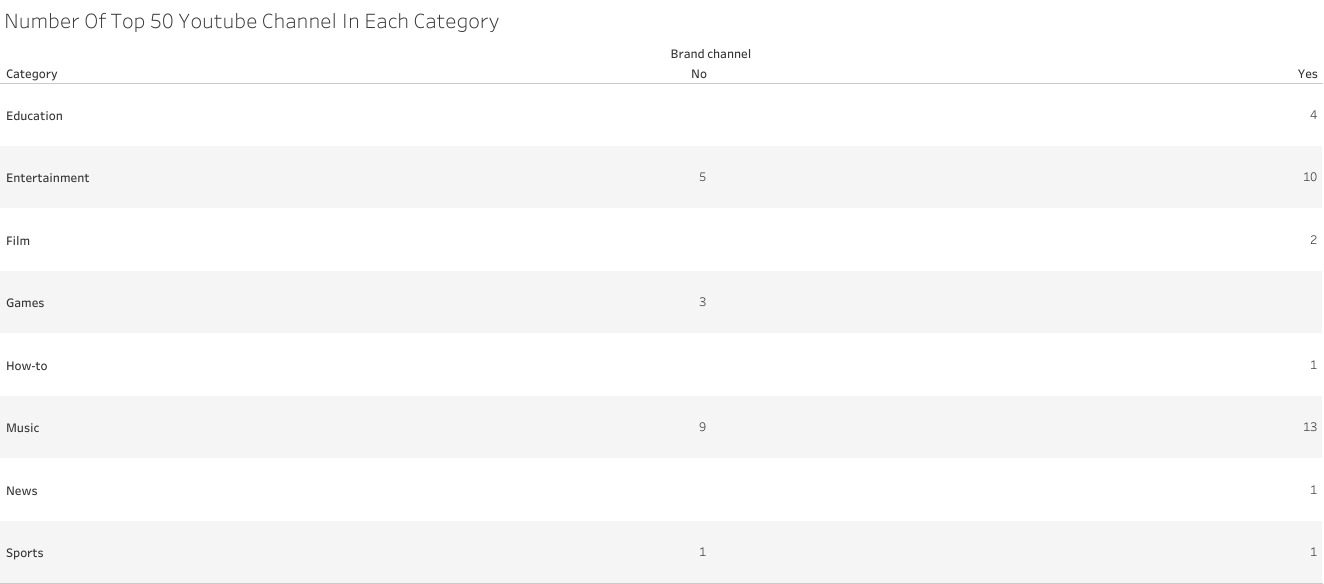 Number Of Top 50 Youtube Channel In Each Category
Brand channel
Category No Yes
Education 4
Entertainment 5 10
Film 2
Games 3
How-to 1
Music 9 13
News 1
Sports 1 1